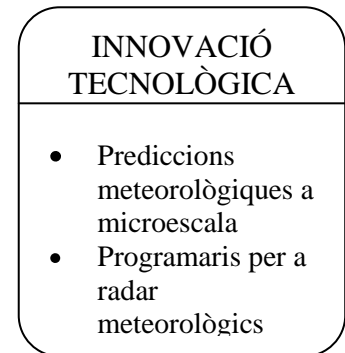 INNOVACIÓ
TECNOLÒGICA
• Prediccions
meteorològiques a
microescala
• Programaris per a
radar
meteorològics